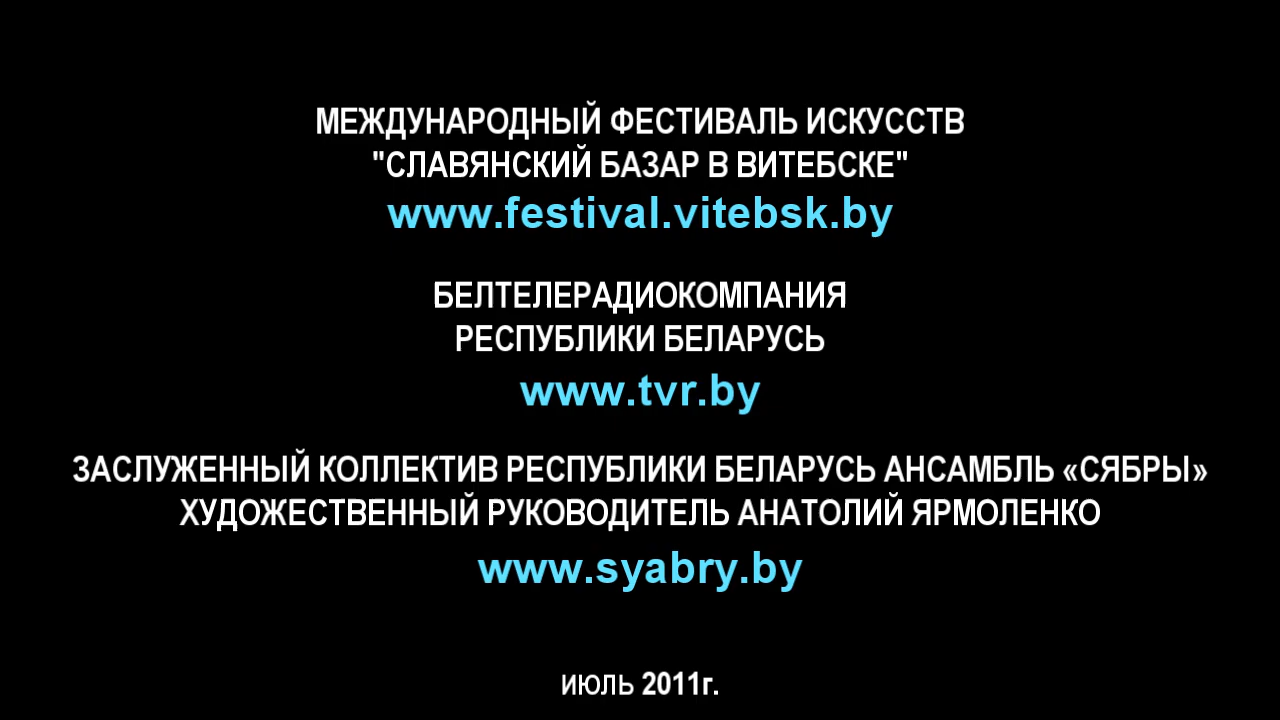 МЕЖДУНАРОДНЫЙ ФЕСТИВАЛЬ ИСКУССТВ
"СЛАВЯНСКИЙ БАЗАР В ВИТЕБСКЕ"
www.festival.vitebsk.by
БЕЛТЕЛЕРАДИОКОМПАНИЯ
РЕСПУБЛИКИ БЕЛАРУСЬ
www.tvr.by
ЗАСЛУЖЕННЫЙ КОЛЛЕКТИВ РЕСПУБЛИКИ БЕЛАРУСЬ АНСАМБЛЬ «СЯБРЫ»
ХУДОЖЕСТВЕННЫЙ РУКОВОДИТЕЛЬ АНАТОЛИЙ ЯРМОЛЕНКО
www.syabry.by
ИЮЛЬ 2011г.